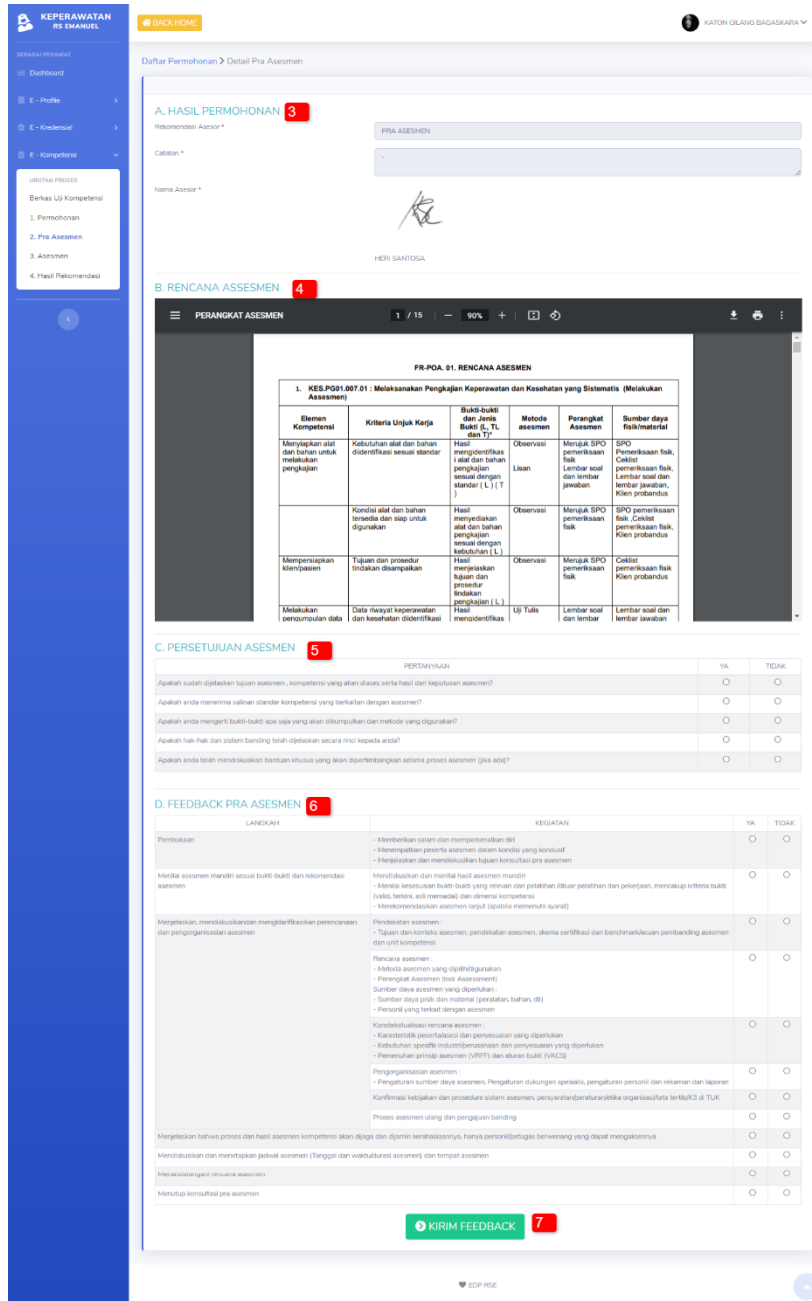 KEPERAWATAN
RS EMANUEL
BACK HOME
KATON GILANG BAGASKARA
SEBAGAI PERAWAT
Dashboard
E - Profile
E - Kredensial
E - Kompetensi
URUTAN PROSES
Berkas Uji Kompetensi
1. Permohonan
2. Pra Asesmen
3. Asesmen
4. Hasil Rekomendasi
Daftar Permohonan > Detail Pra Asesmen
A. HASIL PERMOHONAN 3
Rekomendasi Asesor *
PRA ASESMEN
Catatan *
-
Nama Asesor *
HERI SANTOSA
B. RENCANA ASSESMEN 4
PERANGKAT ASESMEN 1 / 15 90%
FR-POA. 01. RENCANA ASESMEN
1. KES.PG01.007.01 : Melaksanakan Pengkajian Keperawatan dan Kesehatan yang Sistematis (Melakukan
Assesmen)
Elemen Kompetensi
Kriteria Unjuk Kerja
Bukti-bukti dan Jenis Bukti (L, TL dan T)*
Metode asesmen
Perangkat Asesmen
Sumber daya fisik/material
Menyiapkan alat dan bahan untuk melakukan pengkajian
Kebutuhan alat dan bahan diidentifikasi sesuai standar
Hasil mengidentifikas i alat dan bahan pengkajian sesuai dengan standar ( L ) ( T )
Observasi
Lisan
Merujuk SPO pemeriksaan fisik
Lembar soal dan lembar jawaban
SPO Pemeriksaan fisik, Ceklist pemeriksaan fisik, Lembar soal dan lembar jawaban, Klien probandus
Kondisi alat dan bahan tersedia dan siap untuk digunakan
Hasil menyediakan alat dan bahan pengkajian sesuai dengan kebutuhan ( L )
Observasi
Merujuk SPO pemeriksaan fisik
SPO pemeriksaan fisik ,Ceklist pemeriksaan fisik, Klien probandus
Mempersiapkan klien/pasien
Tujuan dan prosedur tindakan disampaikan
Hasil menjelaskan tujuan dan prosedur tindakan pengkajian ( L )
Observasi
Merujuk SPO pemeriksaan fisik
Ceklist pemeriksaan fisik Klien probandus
Melakukan pengumpulan data
Data riwayat keperawatan dan kesehatan diidentifikasi
Hasil mengidentifikas
Uji Tulis
Lembar soal dan lembar
Lembar soal dan lembar jawaban
C. PERSETUJUAN ASESMEN 5
PERTANYAAN YA TIDAK
Apakah sudah dijelaskan tujuan asesmen , kompetensi yang akan diases serta hasil dari keputusan asesmen?
Apakah anda menerima salinan standar kompetensi yang berkaitan dengan asesmen?
Apakah anda mengerti bukti-bukti apa saja yang akan dikumpulkan dan metode yang digunakan?
Apakah hak-hak dan sistem banding telah dijelaskan secara rinci kepada anda?
Apakah anda telah mendiskusikan bantuan khusus yang akan dipertimbangkan selama proses asesmen (jika ada)?
D. FEEDBACK PRA ASESMEN 6
LANGKAH KEGIATAN YA TIDAK
Pembukaan
- Memberikan salam dan memperkenalkan diri
- Menempatkan peserta asesmen dalam kondisi yang kondusif
- Menjelaskan dan mendiskusikan tujuan konsultasi pra asesmen
Menilai asesmen mandiri sesuai bukti-bukti dan rekomendasi
asesmen
Mendiskusikan dan menilai hasil asesmen mandiri
- Menilai kesesuaian bukti-bukti yang relevan dari pelatihan /diluar pelatihan dan pekerjaan, mencakup kriteria bukti
(valid, terkini, asli memadai) dan dimensi kompetensi
- Merekomendasikan asesmen lanjut (apabila memenuhi syarat)
Menjelaskan, mendiskusikandan mengklarifikasikan perencanaan
dan pengorganisasian asesmen
Pendekatan asesmen :
- Tujuan dan konteks asesmen, pendekatan asesmen, skema sertifikasi dan benchmark/acuan pembanding asesmen
dan unit kompetensi
Rencana asesmen :
- Metoda asesmen yang dipilih/digunakan
- Perangkat Asesmen (tool Assessment)
Sumber daya asesmen yang diperlukan :
- Sumber daya pisik dan material (peralatan, bahan, dll)
- Personil yang terkait dengan asesmen
Konstekstualisasi rencana asesmen :
- Karasteristik peserta/asesi dan penyesuaian yang diperlukan
- Kebutuhan spesifik industri/perusahaan dan penyesuaian yang diperlukan
- Pemenuhan prinsip asesmen (VRFF) dan aturan bukti (VACS)
Pengorganisasian asesmen :
- Pengaturan sumber daya asesmen, Pengaturan dukungan spesialis, pengaturan personil dan rekaman dan laporan
Konfirmasi kebijakan dan prosedure sistem asesmen, persyaratan/peraturan/etika organisasi/tata tertib/K3 di TUK
Proses asesmen ulang dan pengajuan banding
Menjelaskan bahwa proses dan hasil asesmen kompetensi akan dijaga dan dijamin kerahasiaannya, hanya personil/petugas berwenang yang dapat mengaksesnya
Mendiskusikan dan menetapkan jadwal asesmen (Tanggal dan waktu/durasi asesmen) dan tempat asesmen
Menandatangani rencana asesmen
Menutup konsultasi pra asesmen
KIRIM FEEDBACK 7
EDP RSE